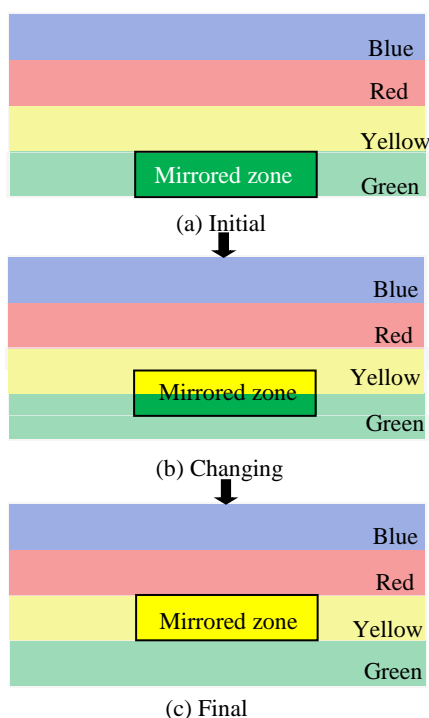 Blue
Red
Yellow
Mirrored zone
Green
(a) Initial
Blue
Red
Yellow
Mirrored zone
Green
(b) Changing
Blue
Red
Mirrored zone
Yellow
Green
(c) Final